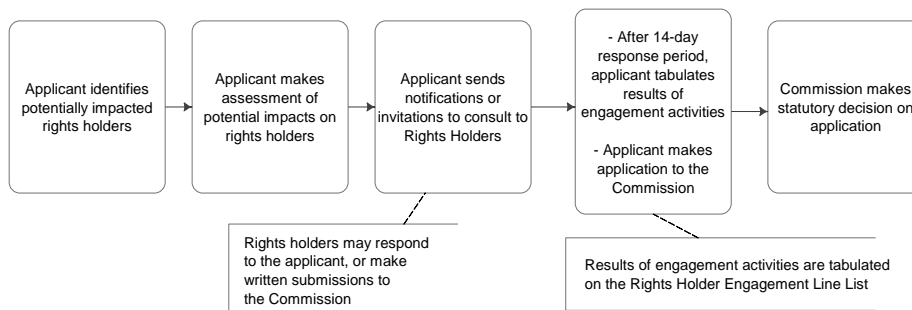 Applicant identifies
potentially impacted
rights holders
Applicant makes
assessment of
potential impacts on
rights holders
Applicant sends
notifications or
invitations to consult to
Rights Holders
- After 14-day
response period,
applicant tabulates
results of
engagement activities
- Applicant makes
application to the
Commission
Commission makes
statutory decision on
application
Rights holders may respond
to the applicant, or make
written submissions to
the Commission
Results of engagement activities are tabulated
on the Rights Holder Engagement Line List